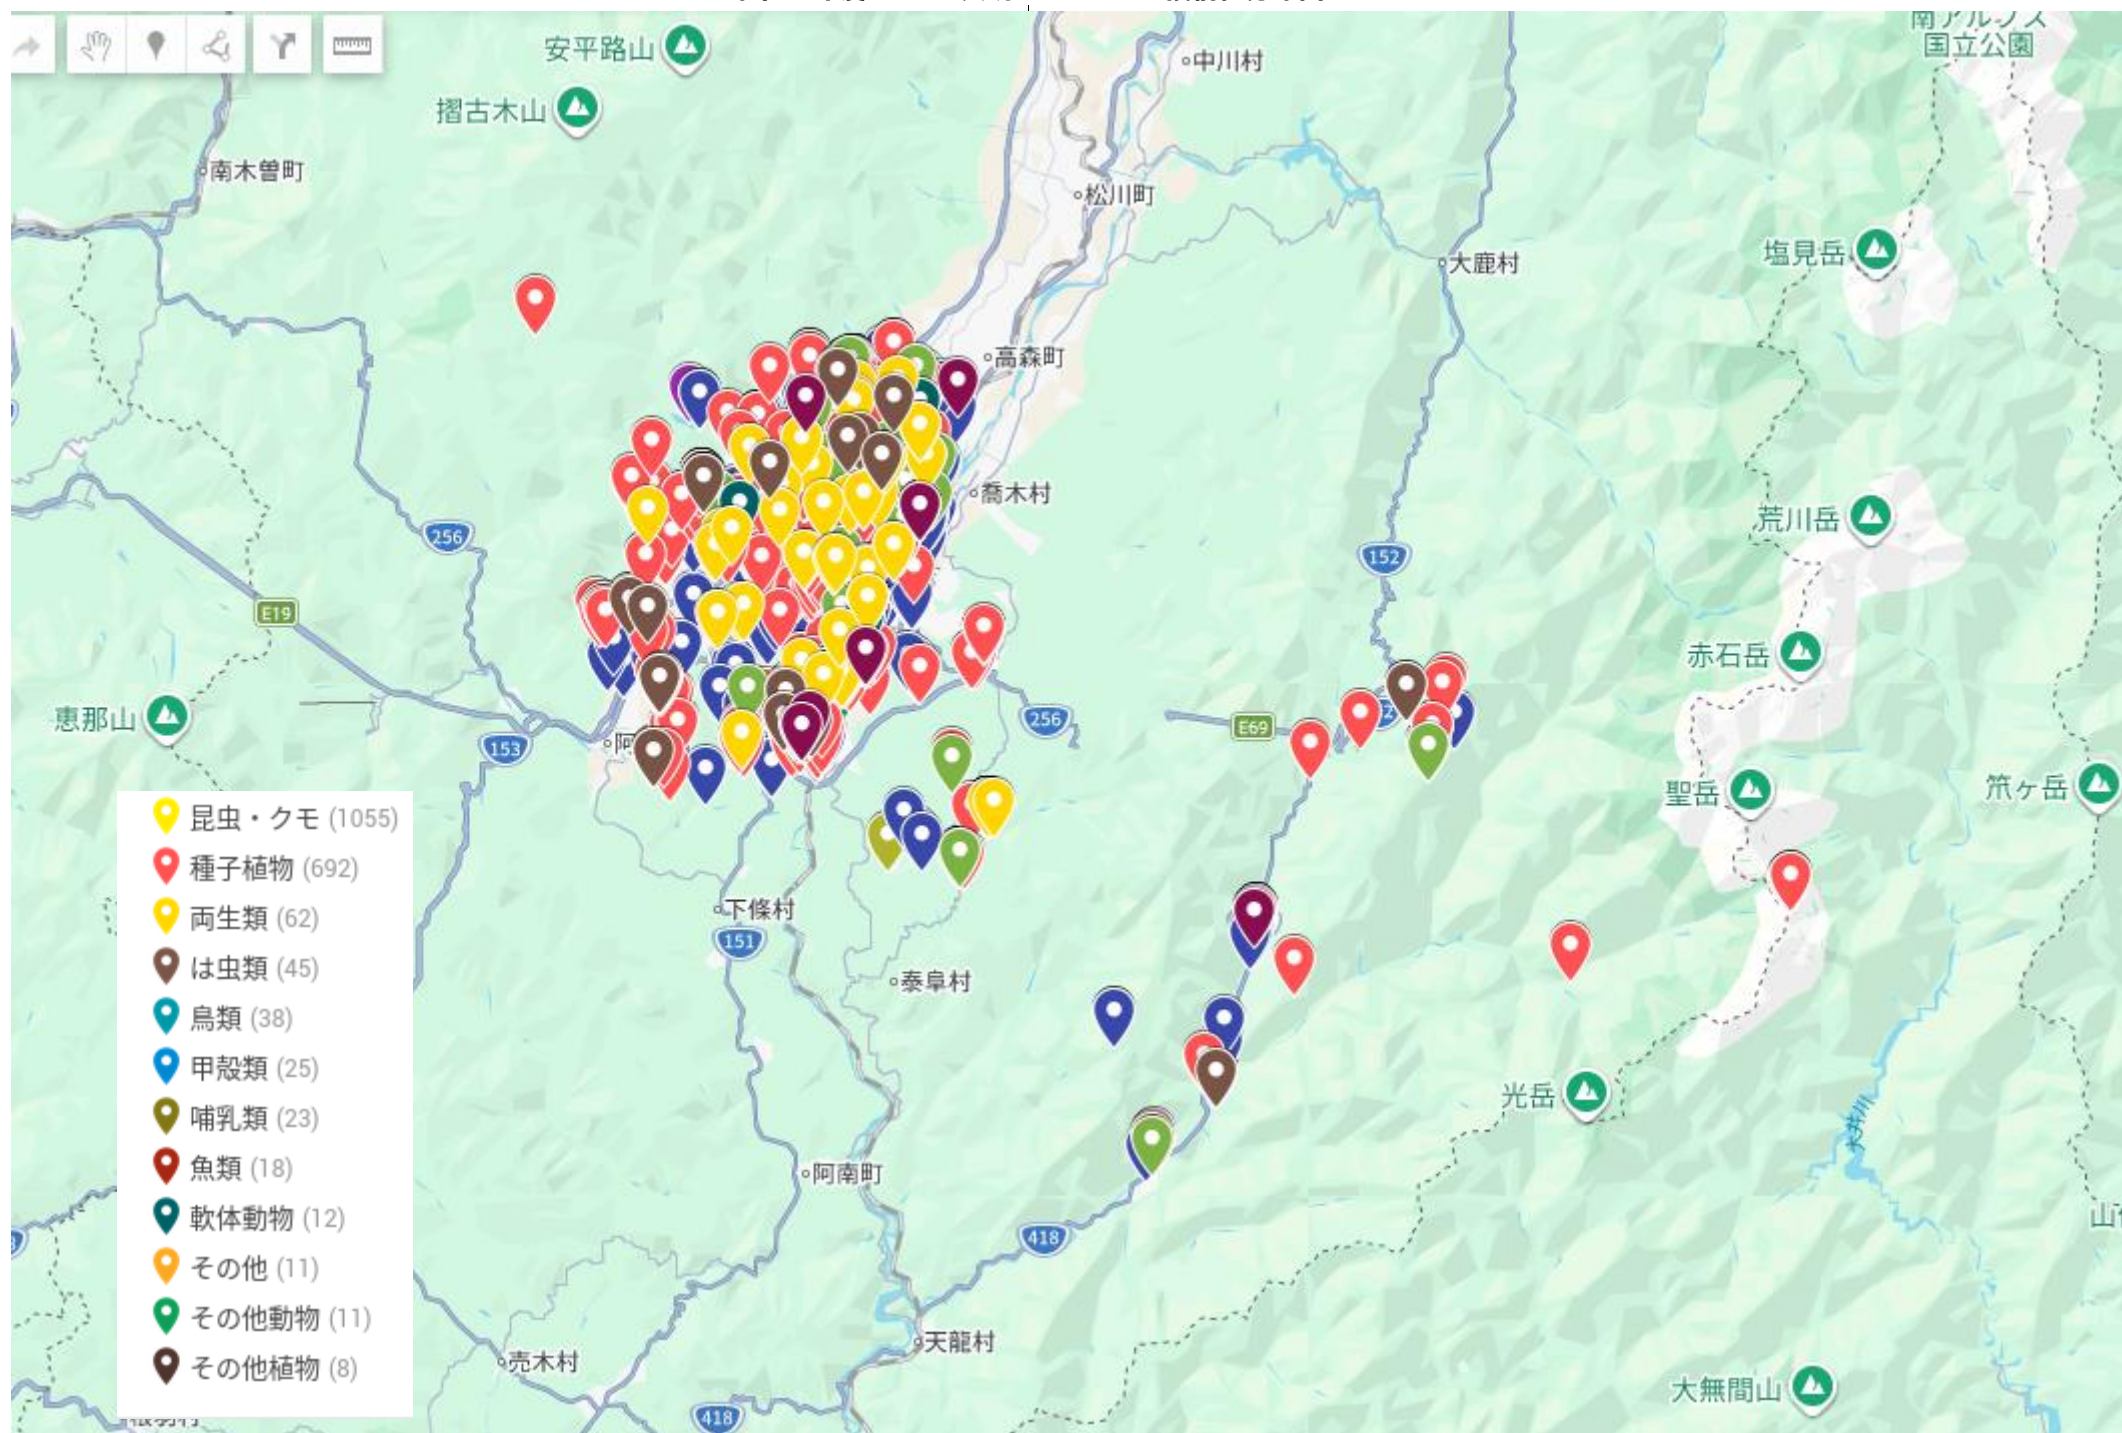 南アルプス
国立公園
安平路山
中川村
摺古木山
南木曽町
松川町
大鹿村
塩見岳
高森町
喬木村
荒川岳
256
152
E19
赤石岳
恵那山
153
阿
256
E69
聖岳
笊ヶ岳
下條村
151
泰阜村
光岳
大井川
阿南町
418
天龍村
売木村
大無間山
418
昆虫・クモ (1055)
種子植物 (692)
両生類 (62)
は虫類 (45)
鳥類 (38)
甲殻類 (25)
哺乳類 (23)
魚類 (18)
軟体動物 (12)
その他 (11)
その他動物 (11)
その他植物 (8)